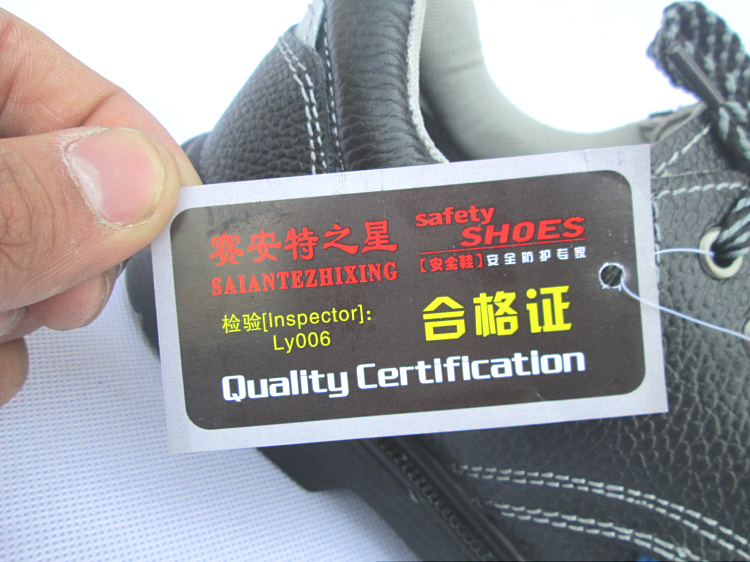 赛安特之星
SAIANTEZHIXING
safety
SHOES
【安全鞋】安全防护专家
检验[Inspector]:
Ly006
合格证
Quality Certification